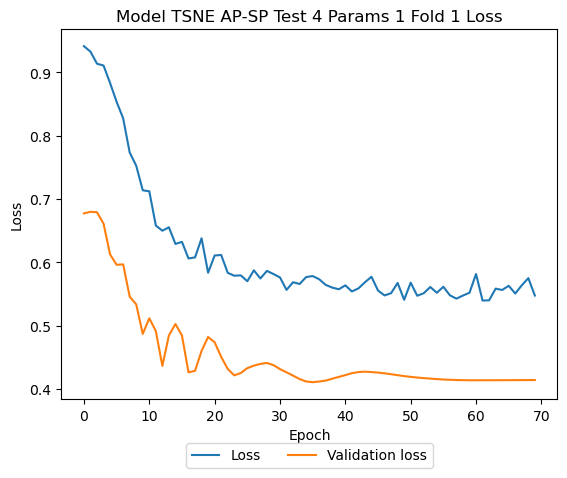 Model TSNE AP-SP Test 4 Params 1 Fold 1 Loss
0.9
0.8
0.7
0.6
0.5
0.4
Loss
0 10 20 30 40 50 60 70
Epoch
Loss Validation loss